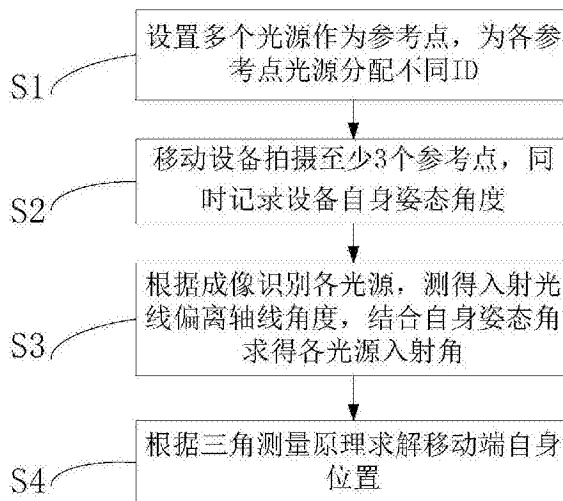 设置多个光源作为参考点，为各参
考点光源分配不同ID
S1
移动设备拍摄至少3个参考点，同
时记录设备自身姿态角度
S2
根据成像识别各光源，测得入射光
线偏离轴线角度，结合自身姿态角
求得各光源入射角
S3
根据三角测量原理求解移动端自身
位置
S4